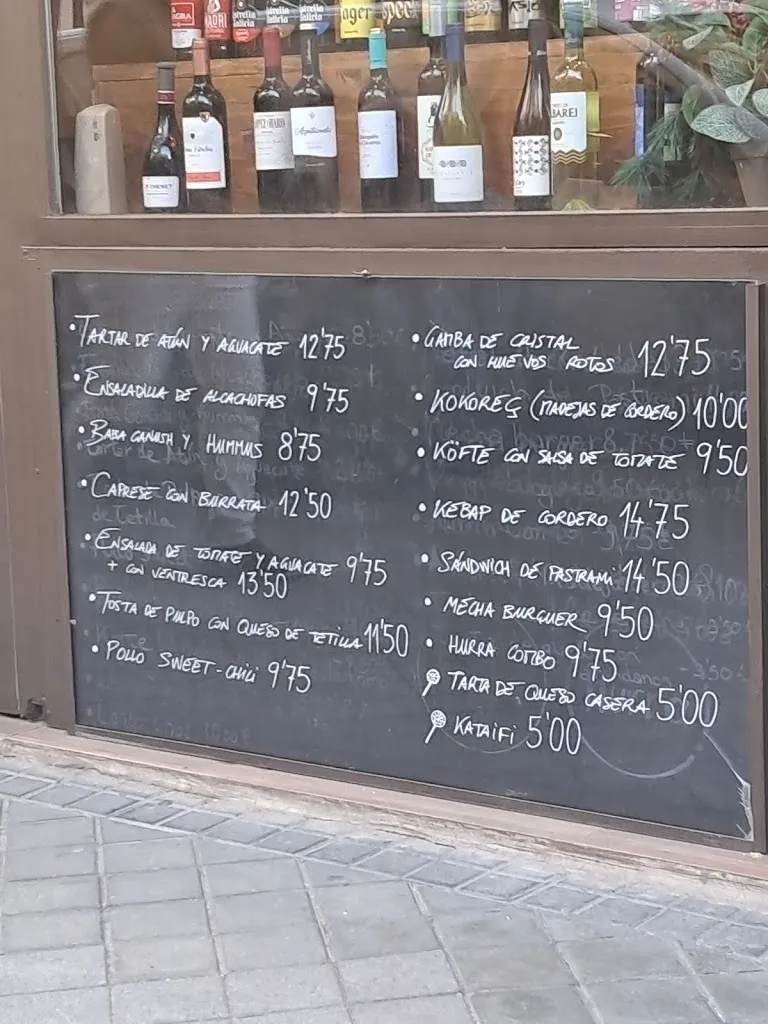 Estrella Galicia
• TARTAR DE ATÚN Y AGUACATE 12'75
• ENSALADILLA DE ALCACHOFAS 9'75
• BABA GANUSH Y HUMMUS 8'75
• CAPRESE CON BURRATA 12'50
• ENSALADA DE TOMATE Y AGUACATE 9'75
+ CON VENTRESCA 13'50
• TOSTA DE PULPO CON QUESO DE TETILLA 11'50
• POLLO SWEET-CHILI 9'75
• GAMBA DE CRISTAL
CON HUEVOS ROTOS 12'75
• KOKOREÇ (MADEJAS DE CORDERO) 10'00
• KÖFTE CON SALSA DE TOMATE 9'50
• KEBAP DE CORDERO 14'75
• SÁNDWICH DE PASTRAMI 14'50
• MECHA BURGUER 9'50
• HURRA COMBO 9'75
TARTA DE QUESO CASERA 5'00
KATAIFI 5'00